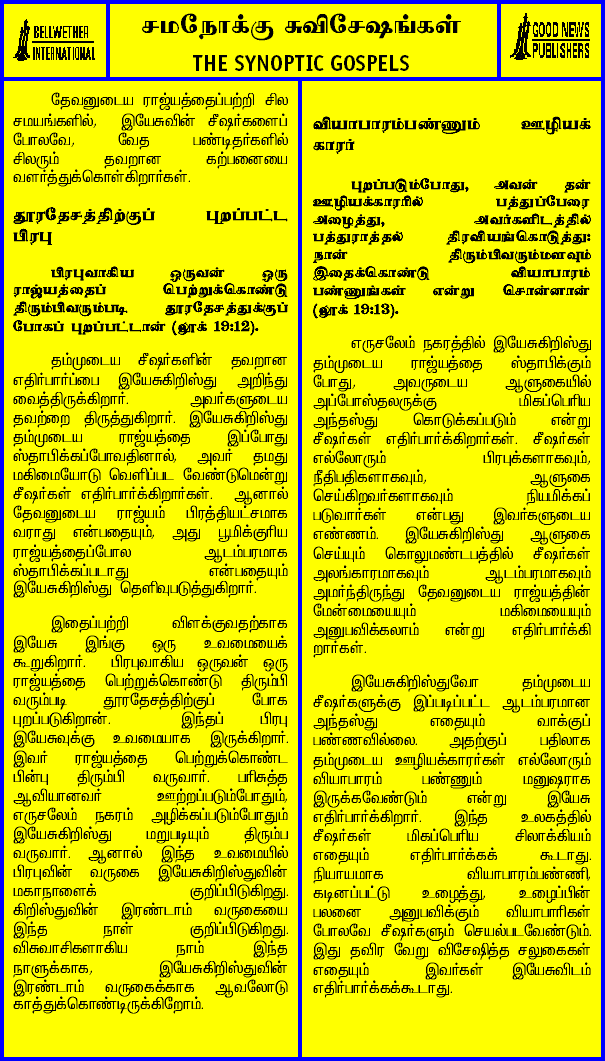 BELLWETHER
INTERNATIONAL
சமநோக்கு சுவிசேஷங்கள்
THE SYNOPTIC GOSPELS
GOOD NEWS
PUBLISHERS
தேவனுடைய ராஜ்யத்தைப்பற்றி சில
சமயங்களில், இயேசுவின் சீஷர்களைப்
போலவே, வேத பண்டிதர்களில்
சிலரும் தவறான கற்பனையை
வளர்த்துக்கொள்கிறார்கள்.
தூரதேசத்திற்குப் புறப்பட்ட
பிரபு
பிரபுவாகிய ஒருவன் ஒரு
ராஜ்யத்தைப் பெற்றுக்கொண்டு
திரும்பிவரும்படி தூரதேசத்துக்குப்
போகப் புறப்பட்டான் (லூக் 19:12).
தம்முடைய சீஷர்களின் தவறான
எதிர்பார்ப்பை இயேசுகிறிஸ்து அறிந்து
வைத்திருக்கிறார். அவர்களுடைய
தவற்றை திருத்துகிறார். இயேசுகிறிஸ்து
தம்முடைய ராஜ்யத்தை இப்போது
ஸ்தாபிக்கப்போவதினால், அவர் தமது
மகிமையோடு வெளிப்பட வேண்டுமென்று
சீஷர்கள் எதிர்பார்க்கிறார்கள். ஆனால்
தேவனுடைய ராஜ்யம் பிரத்தியட்சமாக
வராது என்பதையும், அது பூமிக்குரிய
ராஜ்யத்தைப்போல ஆடம்பரமாக
ஸ்தாபிக்கப்படாது என்பதையும்
இயேசுகிறிஸ்து தெளிவுபடுத்துகிறார்.
இதைப்பற்றி விளக்குவதற்காக
இயேசு இங்கு ஒரு உவமையைக்
கூறுகிறார். பிரபுவாகிய ஒருவன் ஒரு
ராஜ்யத்தை பெற்றுக்கொண்டு திரும்பி
வரும்படி தூரதேசத்திற்குப் போக
புறப்படுகிறான். இந்தப் பிரபு
இயேசுவுக்கு உவமையாக இருக்கிறார்.
இவர் ராஜ்யத்தை பெற்றுக்கொண்ட
பின்பு திரும்பி வருவார். பரிசுத்த
ஆவியானவர் ஊற்றப்படும்போதும்,
எருசலேம் நகரம் அழிக்கப்படும்போதும்
இயேசுகிறிஸ்து மறுபடியும் திரும்ப
வருவார். ஆனால் இந்த உவமையில்
பிரபுவின் வருகை இயேசுகிறிஸ்துவின்
மகாநாளைக் குறிப்பிடுகிறது.
கிறிஸ்துவின் இரண்டாம் வருகையை
இந்த நாள் குறிப்பிடுகிறது.
விசுவாசிகளாகிய நாம் இந்த
நாளுக்காக, இயேசுகிறிஸ்துவின்
இரண்டாம் வருகைக்காக ஆவலோடு
காத்துக்கொண்டிருக்கிறோம்.
வியாபாரம்பண்ணும் ஊழியக்
காரர்
புறப்படும்போது, அவன் தன்
ஊழியக்காரரில் பத்துப்பேரை
அழைத்து, அவர்களிடத்தில்
பத்துராத்தல் திரவியங்கொடுத்து:
நான் திரும்பிவருமளவும்
இதைக்கொண்டு வியாபாரம்
பண்ணுங்கள் என்று சொன்னான்
(லூக் 19:13).
எருசலேம் நகரத்தில் இயேசுகிறிஸ்து
தம்முடைய ராஜ்யத்தை ஸ்தாபிக்கும்
போது, அவருடைய ஆளுகையில்
அப்போஸ்தலருக்கு மிகப்பெரிய
அந்தஸ்து கொடுக்கப்படும் என்று
சீஷர்கள் எதிர்பார்க்கிறார்கள். சீஷர்கள்
எல்லோரும் பிரபுக்களாகவும்,
நீதிபதிகளாகவும், ஆளுகை
செய்கிறவர்களாகவும் நியமிக்கப்
படுவார்கள் என்பது இவர்களுடைய
எண்ணம். இயேசுகிறிஸ்து ஆளுகை
செய்யும் கொலுமண்டபத்தில் சீஷர்கள்
அலங்காரமாகவும் ஆடம்பரமாகவும்
அமர்ந்திருந்து தேவனுடைய ராஜ்யத்தின்
மேன்மையையும் மகிமையையும்
அனுபவிக்கலாம் என்று எதிர்பார்க்கி
றார்கள்.
இயேசுகிறிஸ்துவோ தம்முடைய
சீஷர்களுக்கு இப்படிப்பட்ட ஆடம்பரமான
அந்தஸ்து எதையும் வாக்குப்
பண்ணவில்லை. அதற்குப் பதிலாக
தம்முடைய ஊழியக்காரர்கள் எல்லோரும்
வியாபாரம் பண்ணும் மனுஷராக
இருக்கவேண்டும் என்று இயேசு
எதிர்பார்க்கிறார். இந்த உலகத்தில்
சீஷர்கள் மிகப்பெரிய சிலாக்கியம்
எதையும் எதிர்பார்க்கக் கூடாது.
நியாயமாக வியாபாரம்பண்ணி,
கடினப்பட்டு உழைத்து, உழைப்பின்
பலனை அனுபவிக்கும் வியாபாரிகள்
போலவே சீஷர்களும் செயல்படவேண்டும்.
இது தவிர வேறு விசேஷித்த சலுகைகள்
எதையும் இவர்கள் இயேசுவிடம்
எதிர்பார்க்கக்கூடாது.